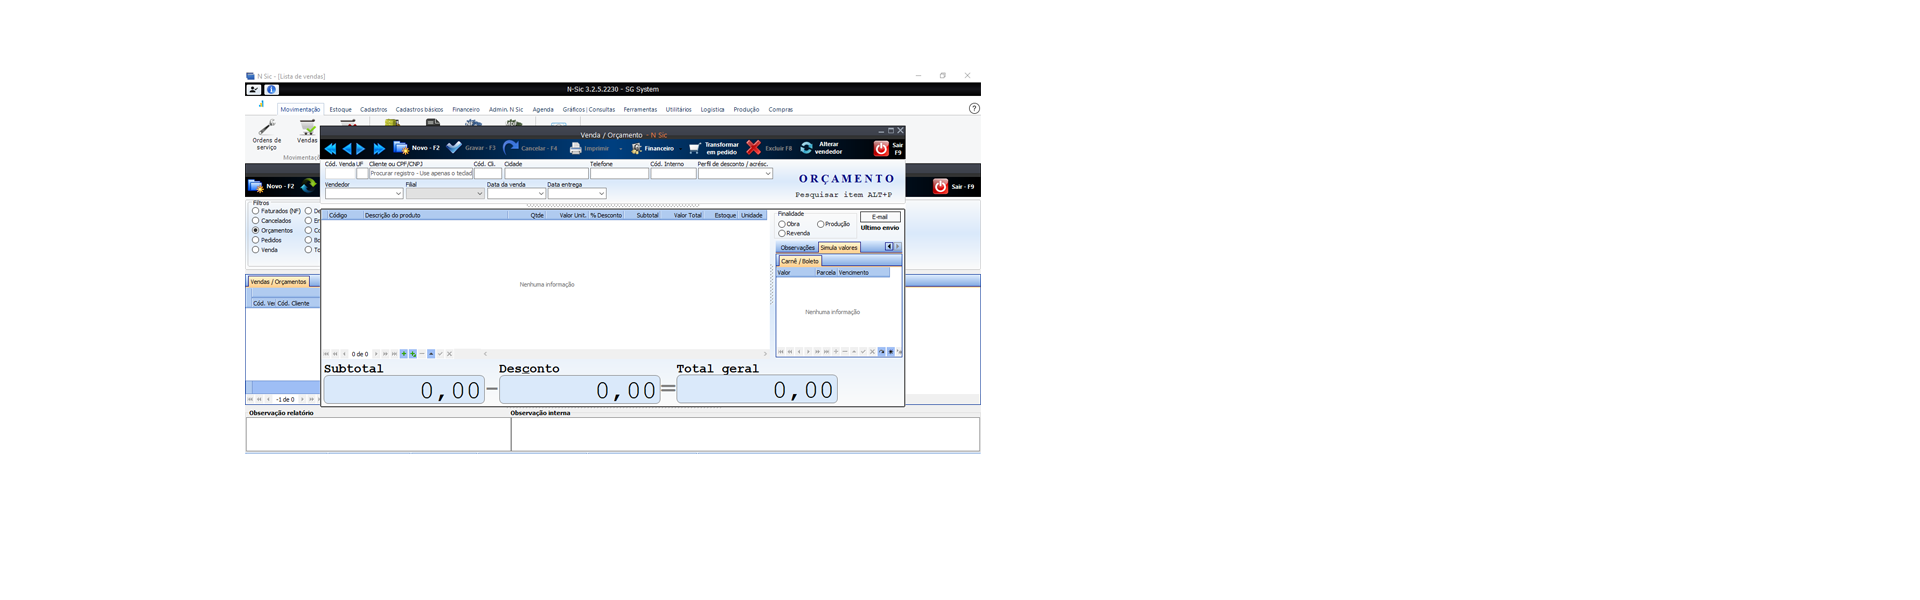 N Sic - [Lista de vendas]
N-Sic 3.2.5.2230 - SG System
Movimentação Estoque Cadastros Cadastros básicos Financeiro Admin. N Sic Agenda Gráficos | Consultas Ferramentas Utilitários Logística Produção Compras
Ordens de serviço
Vendas
Venda / Orçamento - N Sic
Novo - F2 Gravar - F3 Cancelar - F4 Imprimir Financeiro Transformar em pedido Excluir F8 Alterar vendedor Sair F9
Cód. Venda UF Cliente ou CPF/CNPJ Cód. Cli. Cidade Telefone Cód. Interno Perfil de desconto / acrésc.
Procurar registro - Use apenas o teclad
ORÇAMENTO
Pesquisar item ALT+P
Vendedor Filial Data da venda Data entrega
Novo - F2
Sair - F9
Filtros
Faturados (NF)
Cancelados
Orçamentos
Pedidos
Venda
Código Descrição do produto Qtde Valor Unit. % Desconto Subtotal Valor Total Estoque Unidade
Nenhuma informação
0 de 0
Finalidade
Obra Produção
Revenda
E-mail
Ultimo envio
Observações Simula valores
Carnê / Boleto
Valor Parcela Vencimento
Nenhuma informação
Vendas / Orçamentos
Cód. Ver Cód. Cliente
-1 de 0
Subtotal Desconto Total geral
0,00 - 0,00 = 0,00
Observação relatório Observação interna